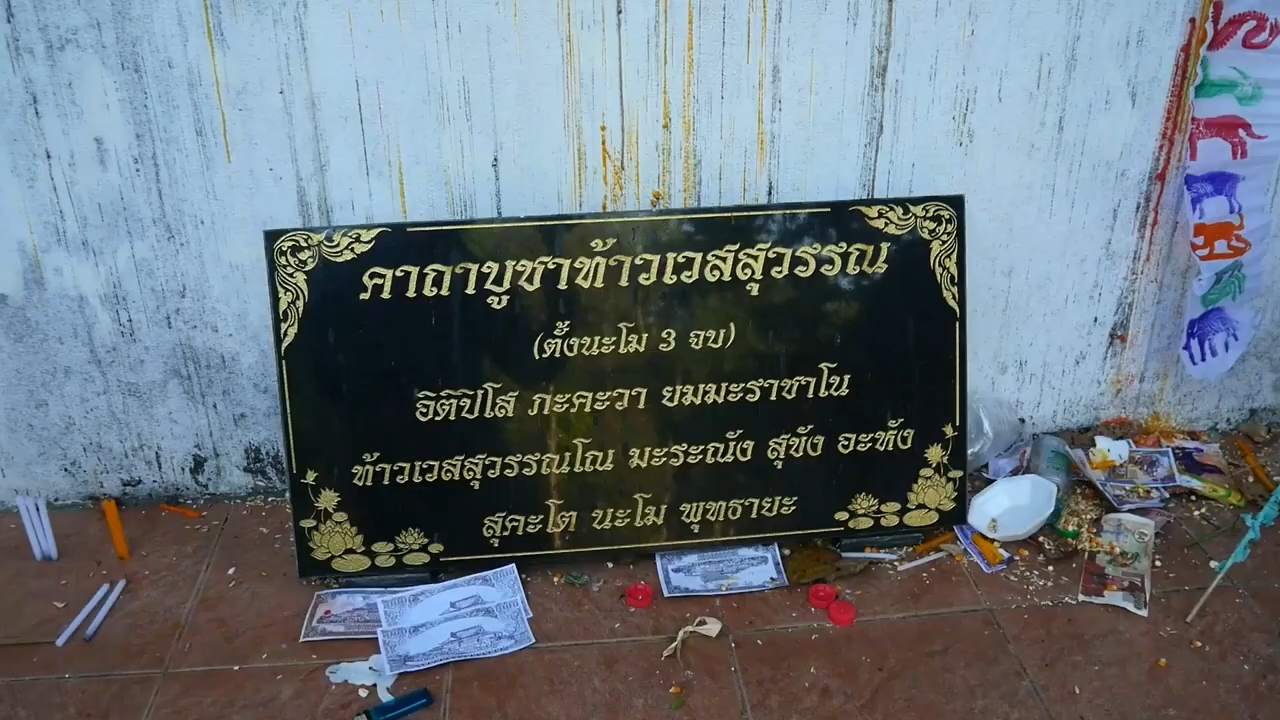 คาถาบูชาท้าวเวสสุวรรณ
(ตั้งนะโม 3 จบ)
อิติปิโส ภะคะวา ยมมะราชาโน
ท้าวเวสสุวรรณโณ มะระณัง สุขัง อะหัง
สุคะโต นะโม พุทธายะ